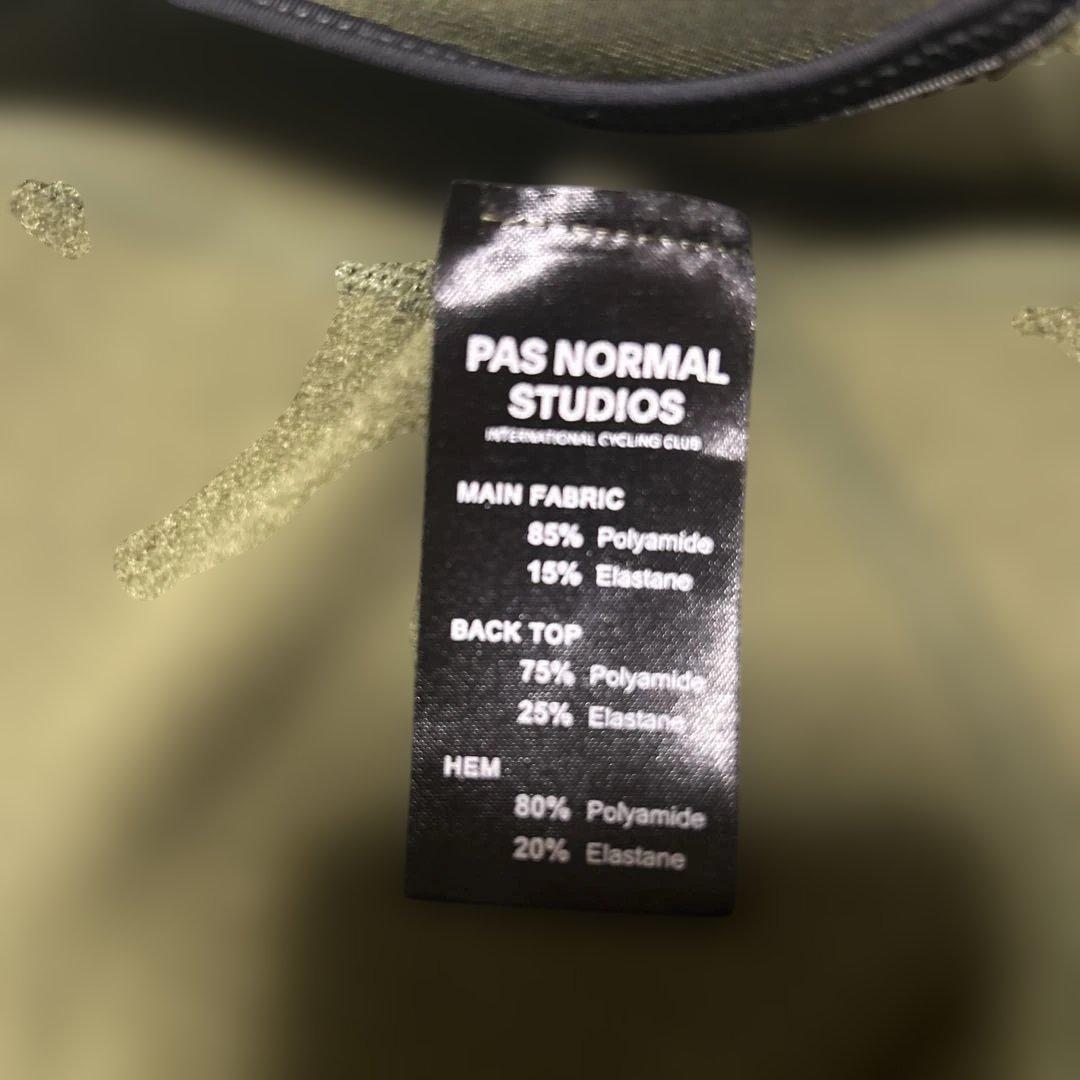 PAS NORMAL
STUDIOS
INTERNATIONAL CYCLING CLUB
MAIN FABRIC
85% Polyamide
15% Elastane
BACK TOP
75% Polyamide
25% Elastane
HEM
80% Polyamide
20% Elastane